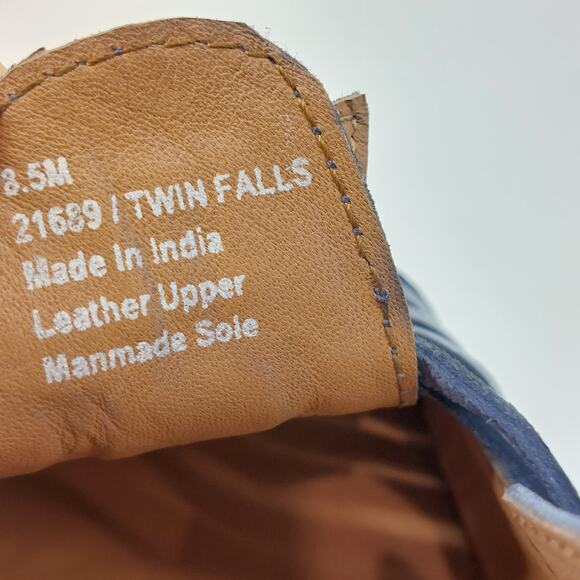 8.5M
21689 / TWIN FALLS
Made In India
Leather Upper
Manmade Sole